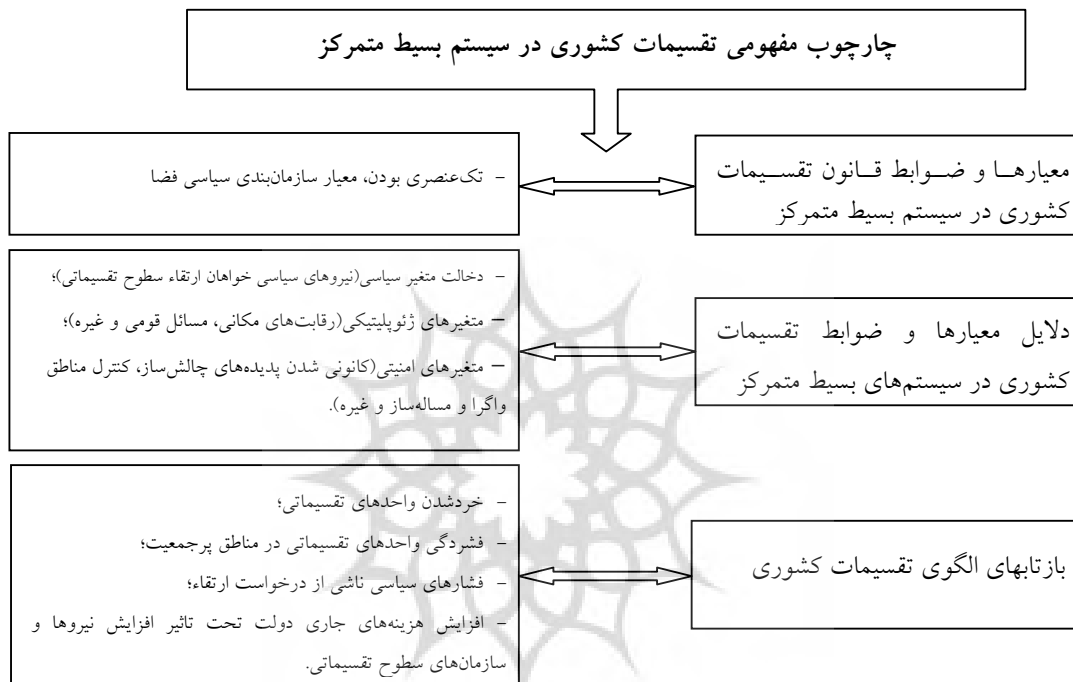 چارچوب مفهومی تقسیمات کشوری در سیستم بسیط متمرکز
معیارها و ضوابط قانون تقسیمات
کشوری در سیستم بسیط متمرکز
- تک‌عنصری بودن، معیار سازمان‌بندی سیاسی فضا
دلایل معیارها و ضوابط تقسیمات
کشوری در سیستم‌های بسیط متمرکز
- دخالت متغیر سیاسی(نیروهای سیاسی خواهان ارتقاء سطوح تقسیماتی)؛
– متغیرهای ژئوپلیتیکی(رقابت‌های مکانی، مسائل قومی و غیره)؛
– متغیرهای امنیتی(کانونی شدن پدیده‌های چالش‌ساز، کنترل مناطق
واگرا و مساله‌ساز و غیره).
بازتابهای الگوی تقسیمات کشوری
- خردشدن واحدهای تقسیماتی؛
- فشردگی واحدهای تقسیماتی در مناطق پرجمعیت؛
- فشارهای سیاسی ناشی از درخواست ارتقاء؛
- افزایش هزینه‌های جاری دولت تحت تاثیر افزایش نیروها و
سازمان‌های سطوح تقسیماتی.